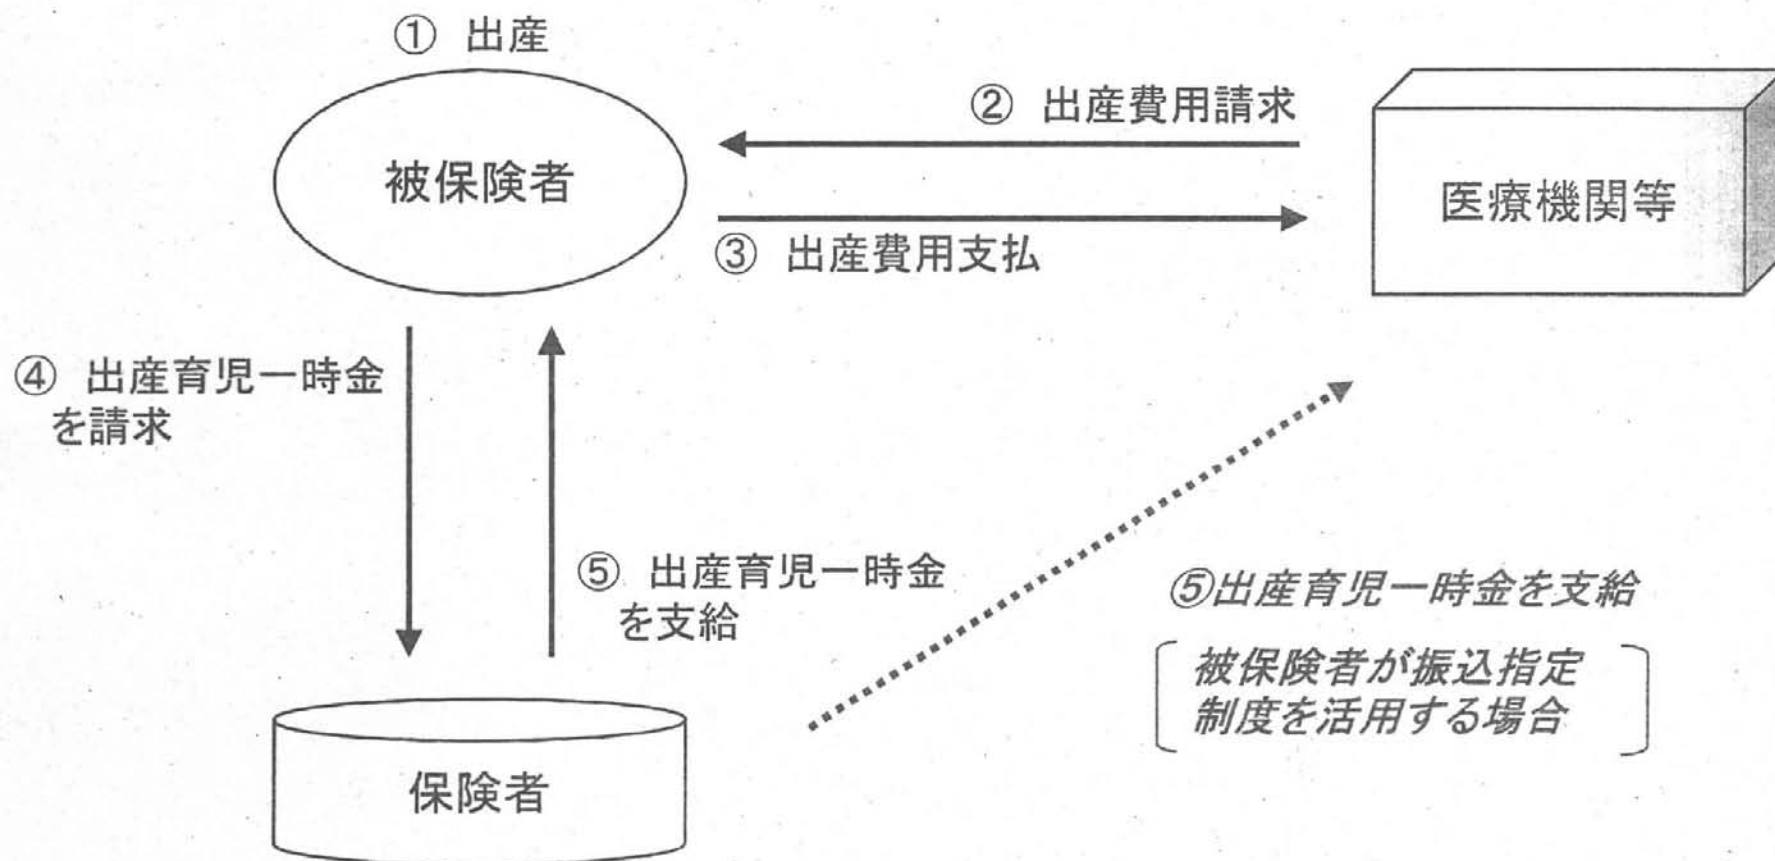 ① 出産
② 出産費用請求
被保険者
医療機関等
③ 出産費用支払
④ 出産育児一時金
を請求
⑤ 出産育児一時金
を支給
⑤出産育児一時金を支給
被保険者が振込指定
制度を活用する場合
保険者